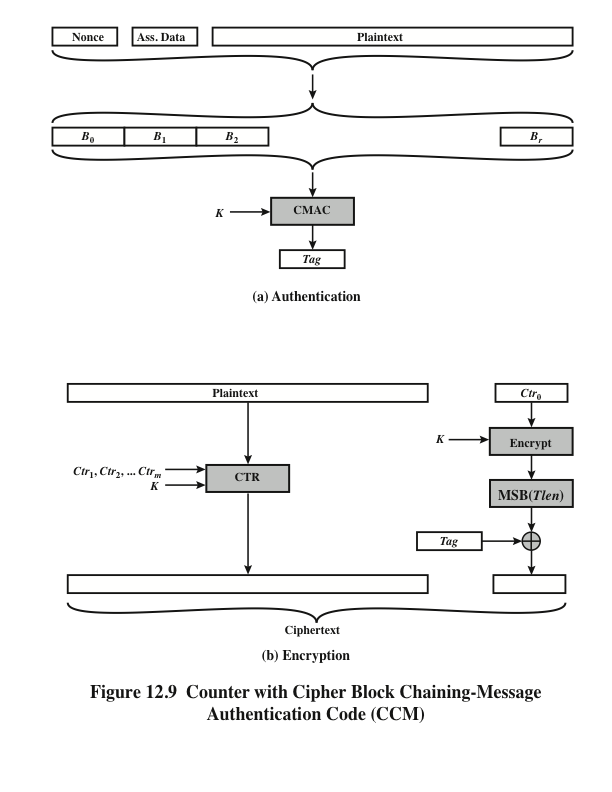 Nonce Ass. Data Plaintext
B0 B1 B2 Br
K CMAC
Tag
(a) Authentication
Plaintext Ctr0
K Encrypt
Ctr1, Ctr2, ... Ctrm
K CTR
MSB(Tlen)
Tag
Ciphertext
(b) Encryption
Figure 12.9 Counter with Cipher Block Chaining-Message
Authentication Code (CCM)